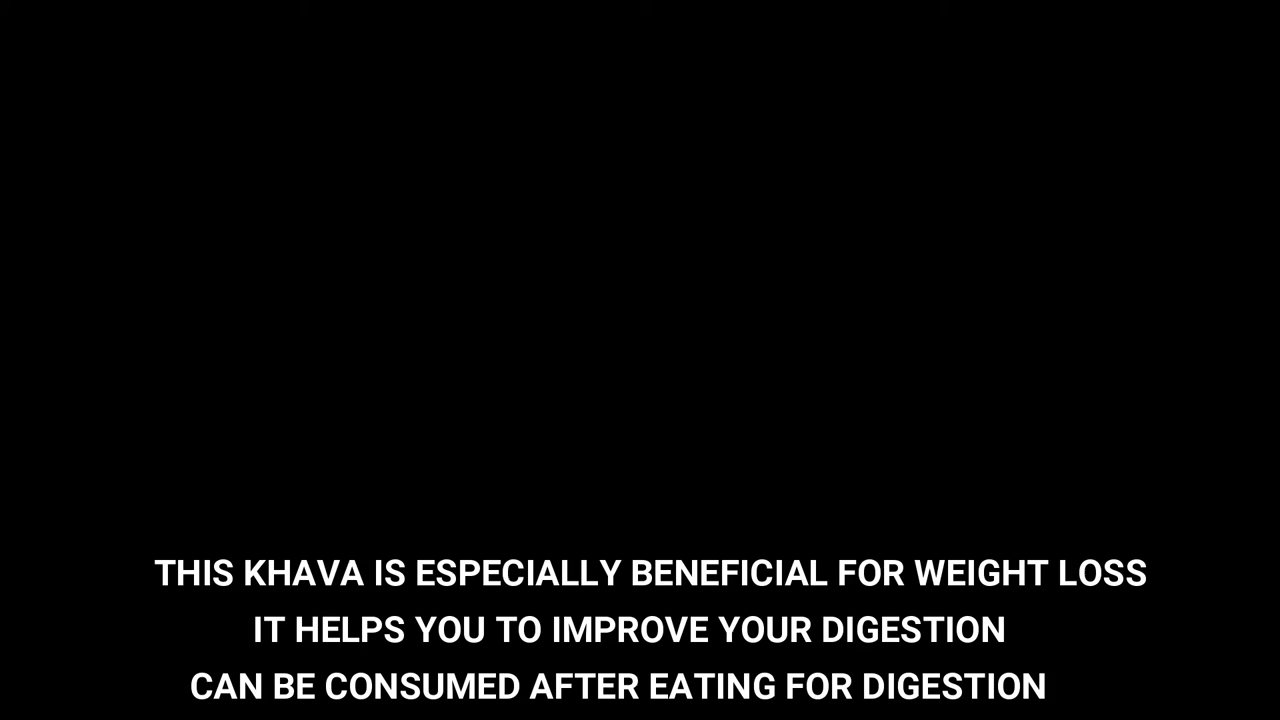 THIS KHAVA IS ESPECIALLY BENEFICIAL FOR WEIGHT LOSS
IT HELPS YOU TO IMPROVE YOUR DIGESTION
CAN BE CONSUMED AFTER EATING FOR DIGESTION